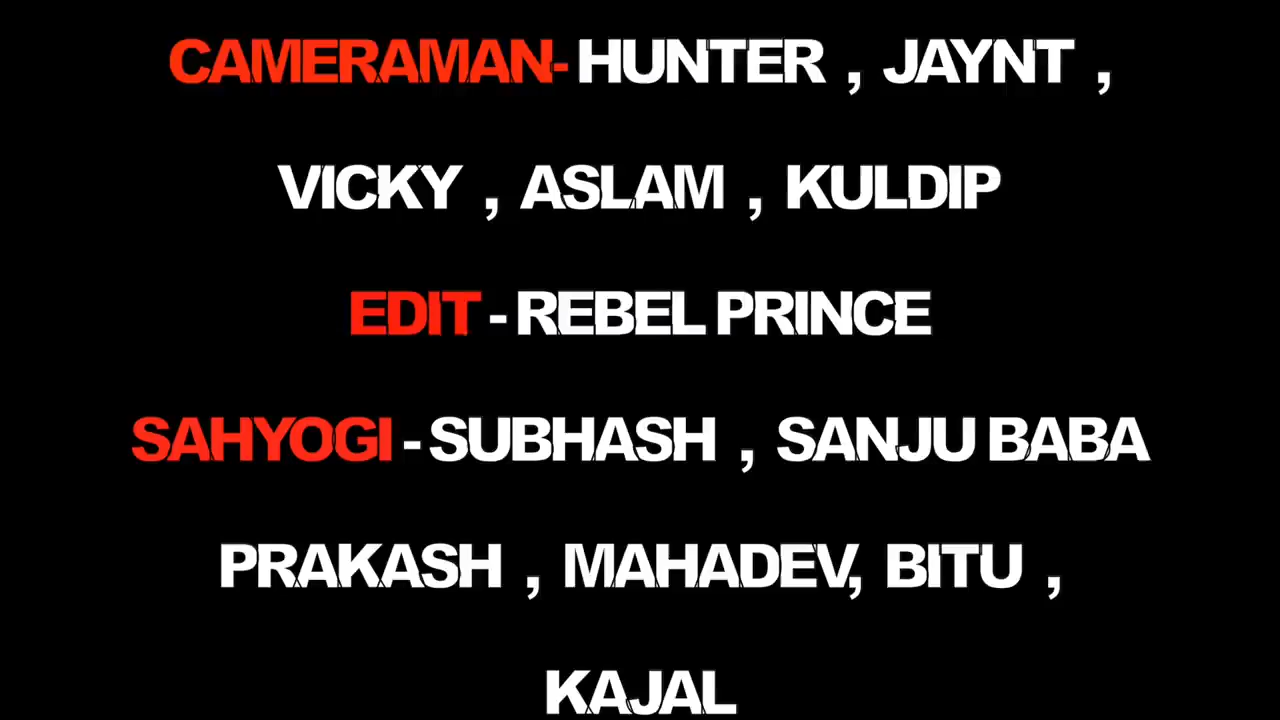 CAMERAMAN- HUNTER , JAYNT ,
VICKY , ASLAM , KULDIP
EDIT - REBEL PRINCE
SAHYOGI - SUBHASH , SANJU BABA
PRAKASH , MAHADEV, BITU ,
KAJAL